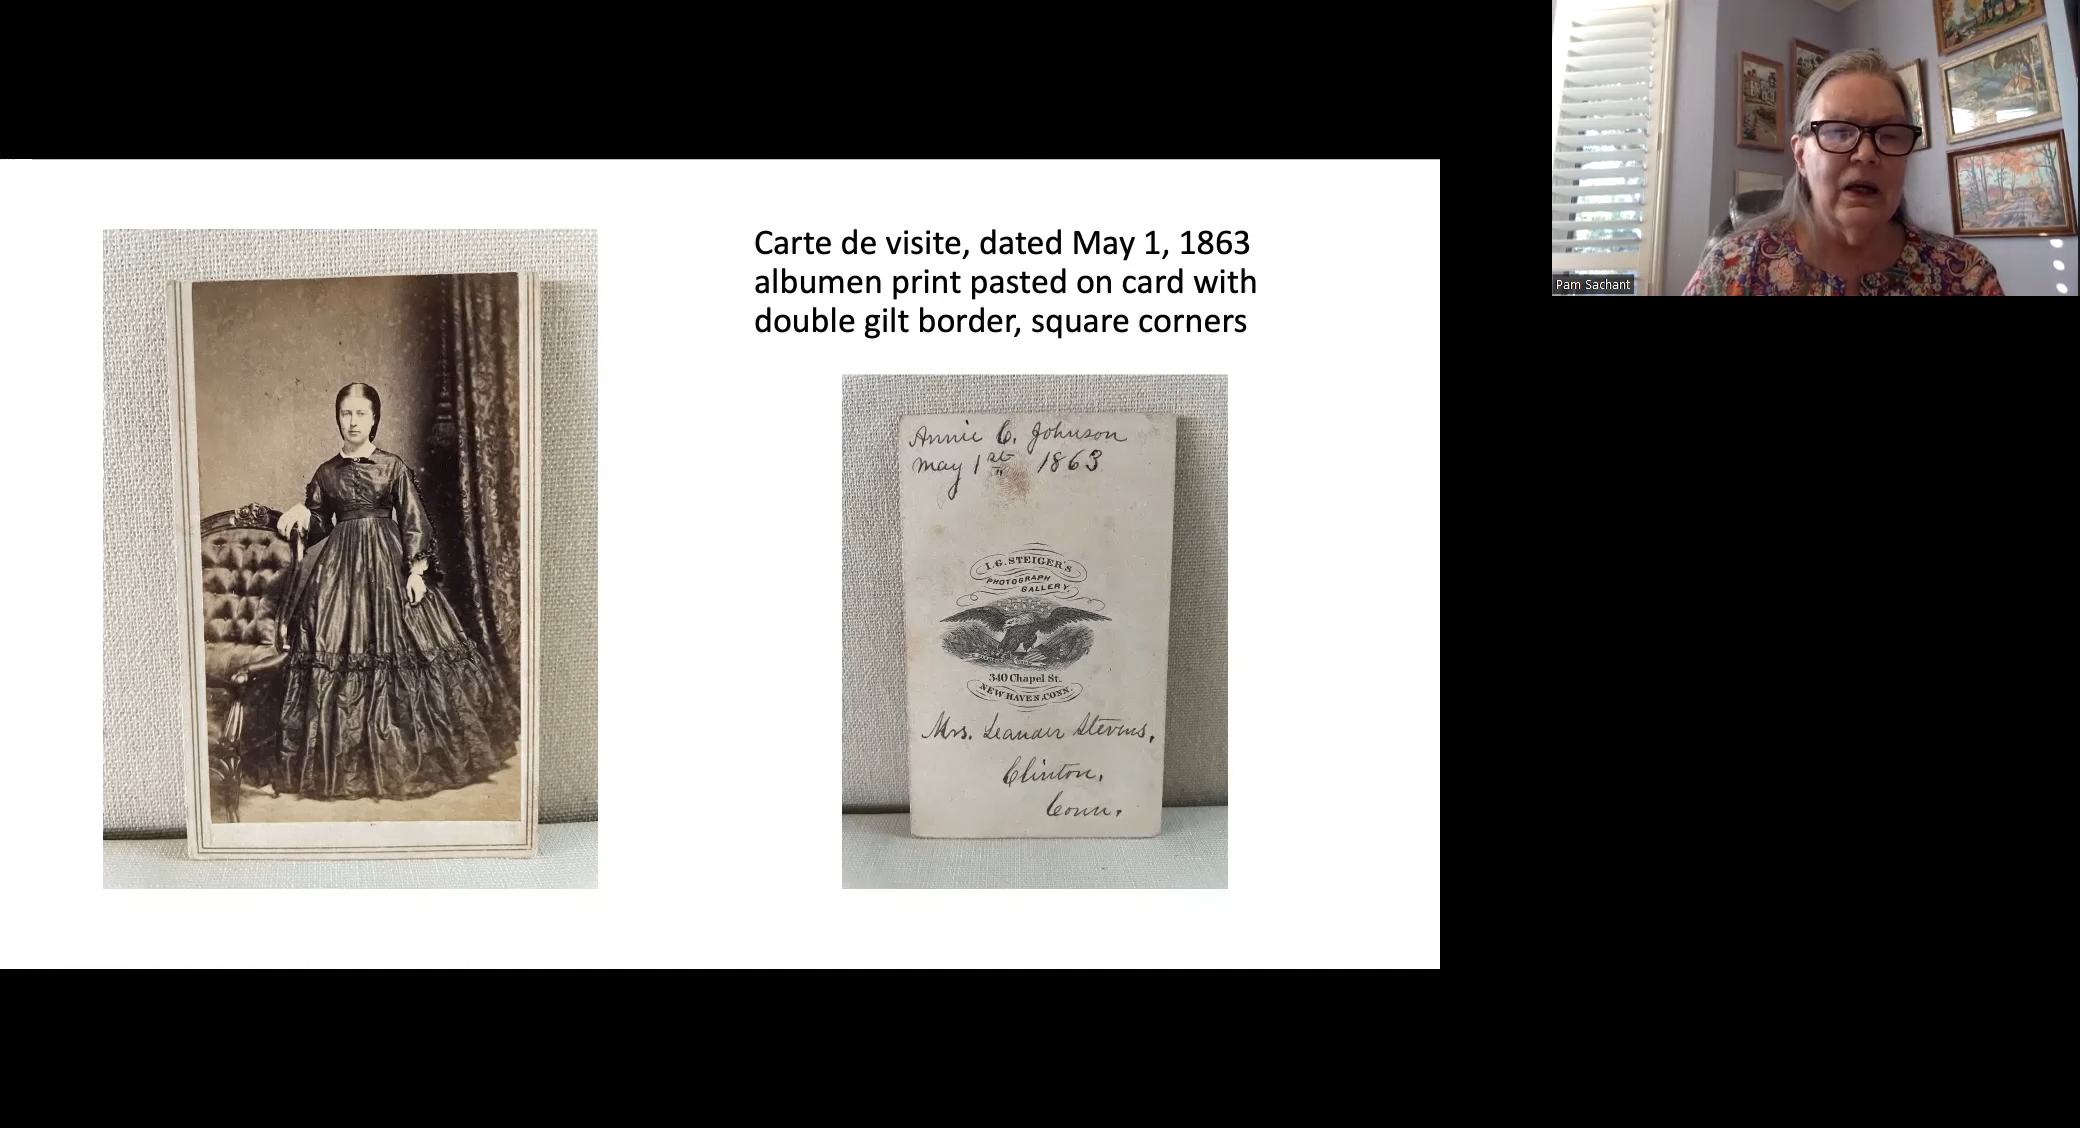 Carte de visite, dated May 1, 1863
albumen print pasted on card with
double gilt border, square corners
Annie C. Johnson
May 1st 1863
I.G. STEIGER'S
PHOTOGRAPH
GALLERY.
340 Chapel St.
NEW HAVEN.CONN.
Mrs. Leander Stevens,
Clinton,
Conn.
Pam Sachant